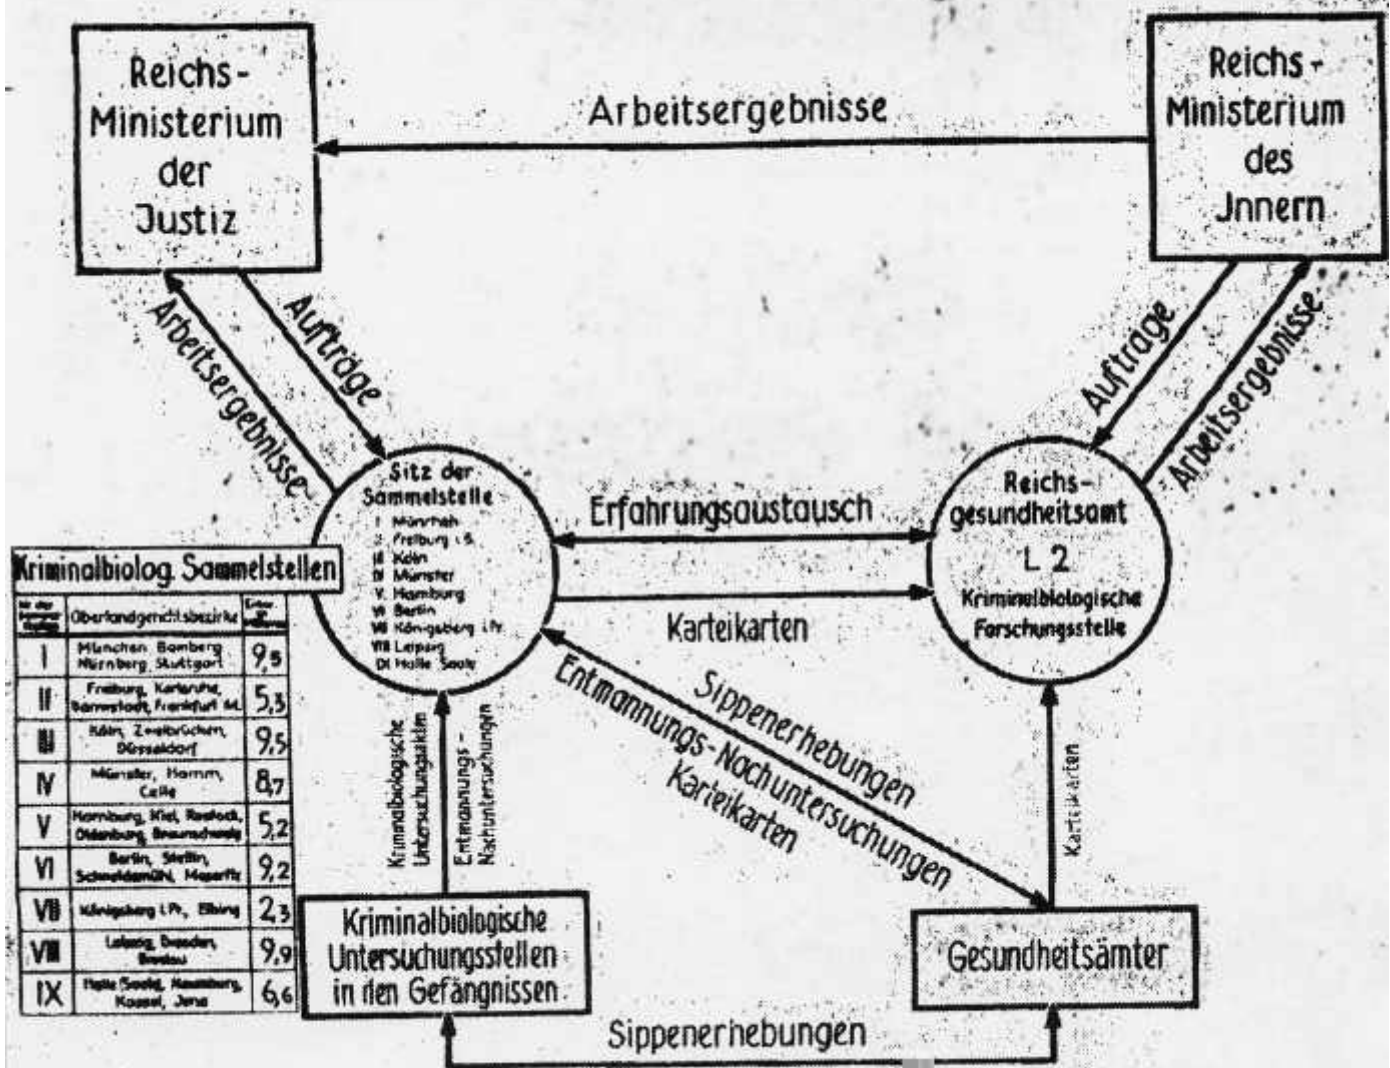 Reichs-
Ministerium
der
Justiz
Arbeitsergebnisse
Reichs-
Ministerium
des
Jnnern
Arbeitsergebnisse
Aufträge
Aufträge
Arbeitsergebnisse
Sitz der
Sammelstelle
I München
II Freiburg i. B.
III Köln
IV Münster
V. Hamburg
VI Berlin
VII Königsberg i.Pr.
VIII Leipzig
IX Halle Saale
Erfahrungsaustausch
Karteikarten
Reichs-
gesundheitsamt
L 2
Kriminalbiologische
Forschungsstelle
Kriminalbiolog. Sammelstellen
Oberlandgerichtsbezirke
I München Bamberg 9,5
Nürnberg, Stuttgart
II Freiburg, Karlsruhe, 5,3
Darmstadt, Frankfurt
III Köln, Zweibrücken, 9,5
Düsseldorf
IV Münster, Hamm, 8,7
Celle
V Hamburg, Kiel, Rostock, 5,2
Oldenburg, Braunschweig
VI Berlin, Stettin, 9,2
Schneidemühl, Meseritz
VII Königsberg i.Pr., Elbing 2,3
VIII Leipzig, Dresden, 9,9
Breslau
IX Halle/Saale, Naumburg, 6,6
Kassel, Jena
Kriminalbiologische
Untersuchungsakten
Entmannungs-
Nachuntersuchungen
Sippenerhebungen
Entmannungs-Nachuntersuchungen
Karteikarten
Karteikarten
Kriminalbiologische
Untersuchungsstellen
in den Gefängnissen
Gesundheitsämter
Sippenerhebungen